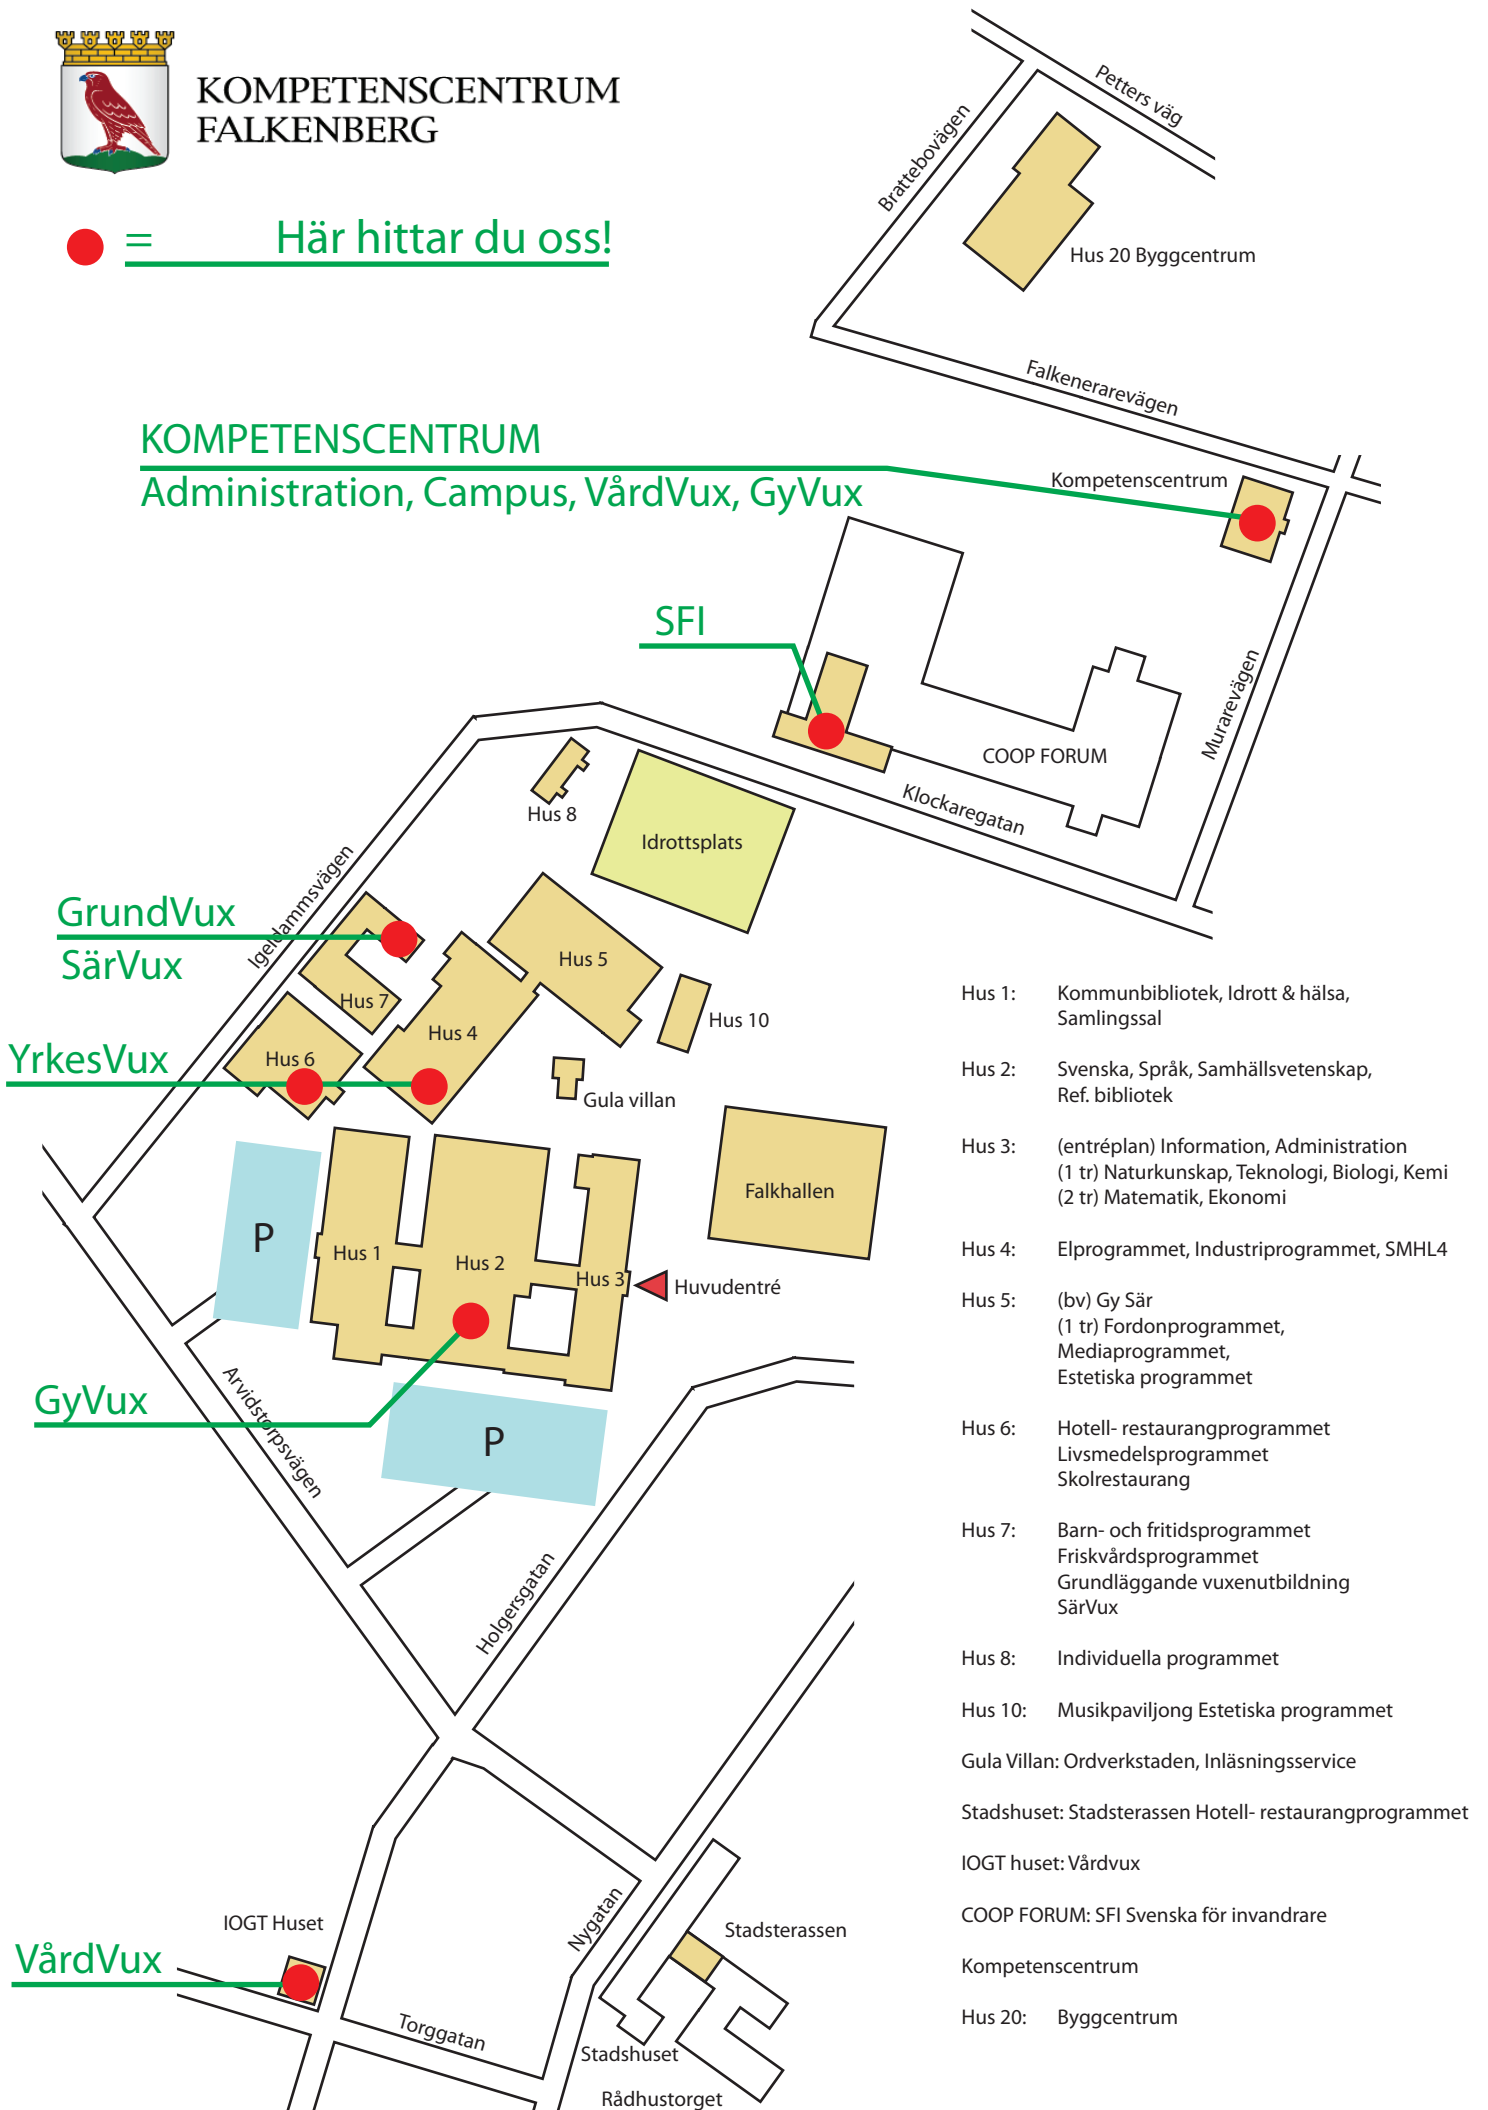 KOMPETENSCENTRUM
FALKENBERG
= Här hittar du oss!
Petters väg
Brattebovägen
Hus 20 Byggcentrum
Falkenerarevägen
KOMPETENSCENTRUM
Administration, Campus, VårdVux, GyVux
Kompetenscentrum
SFI
Murarevägen
COOP FORUM
Klockaregatan
Hus 8
Idrottsplats
Igeldammsvägen
GrundVux
SärVux
Hus 5
Hus 7
Hus 4
Hus 10
YrkesVux
Hus 6
Gula villan
Falkhallen
P
Hus 1
Hus 2
Hus 3
Huvudentré
GyVux
Arvidstorpsvägen
P
Holgersgatan
IOGT Huset
VårdVux
Nygatan
Stadsterassen
Torggatan
Stadshuset
Rådhustorget
Hus 1: Kommunbibliotek, Idrott & hälsa,
Samlingssal
Hus 2: Svenska, Språk, Samhällsvetenskap,
Ref. bibliotek
Hus 3: (entréplan) Information, Administration
(1 tr) Naturkunskap, Teknologi, Biologi, Kemi
(2 tr) Matematik, Ekonomi
Hus 4: Elprogrammet, Industriprogrammet, SMHL4
Hus 5: (bv) Gy Sär
(1 tr) Fordonprogrammet,
Mediaprogrammet,
Estetiska programmet
Hus 6: Hotell- restaurangprogrammet
Livsmedelsprogrammet
Skolrestaurang
Hus 7: Barn- och fritidsprogrammet
Friskvårdsprogrammet
Grundläggande vuxenutbildning
SärVux
Hus 8: Individuella programmet
Hus 10: Musikpaviljong Estetiska programmet
Gula Villan: Ordverkstaden, Inläsningsservice
Stadshuset: Stadsterassen Hotell- restaurangprogrammet
IOGT huset: Vårdvux
COOP FORUM: SFI Svenska för invandrare
Kompetenscentrum
Hus 20: Byggcentrum